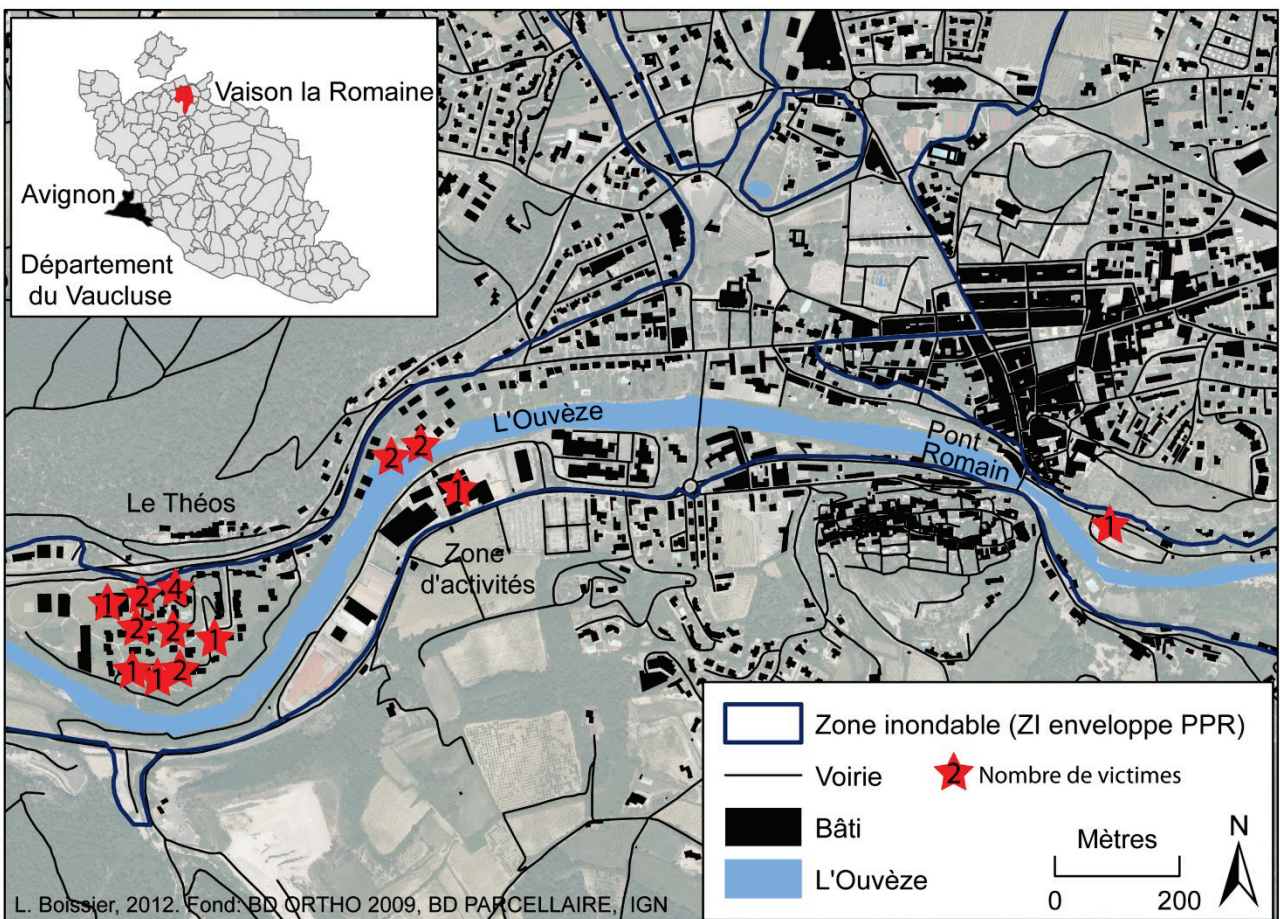 Vaison la Romaine
Avignon
Département
du Vaucluse
L'Ouvèze
Pont
Romain
2
2
1
1
Le Théos
Zone
d'activités
1
2
4
2
2
1
1
1
2
Zone inondable (ZI enveloppe PPR)
Voirie
2 Nombre de victimes
Bâti
L'Ouvèze
Mètres
0 200
N
L. Boissier, 2012. Fond: BD ORTHO 2009, BD PARCELLAIRE, IGN